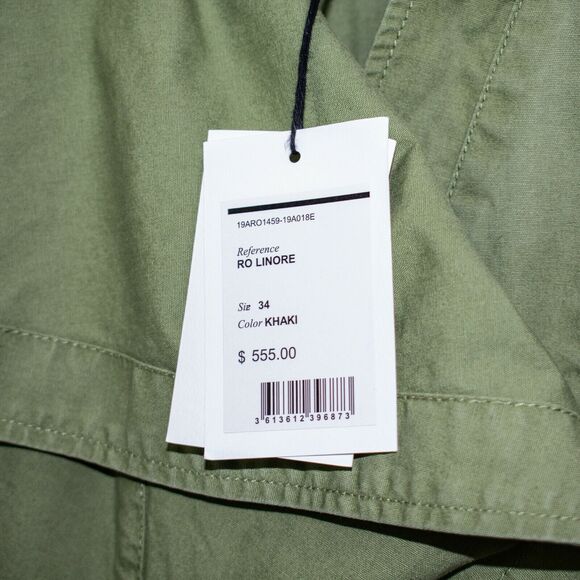 19ARO1459-19A018E
Reference
RO LINORE
Size 34
Color KHAKI
$ 555.00
3 613612 396873